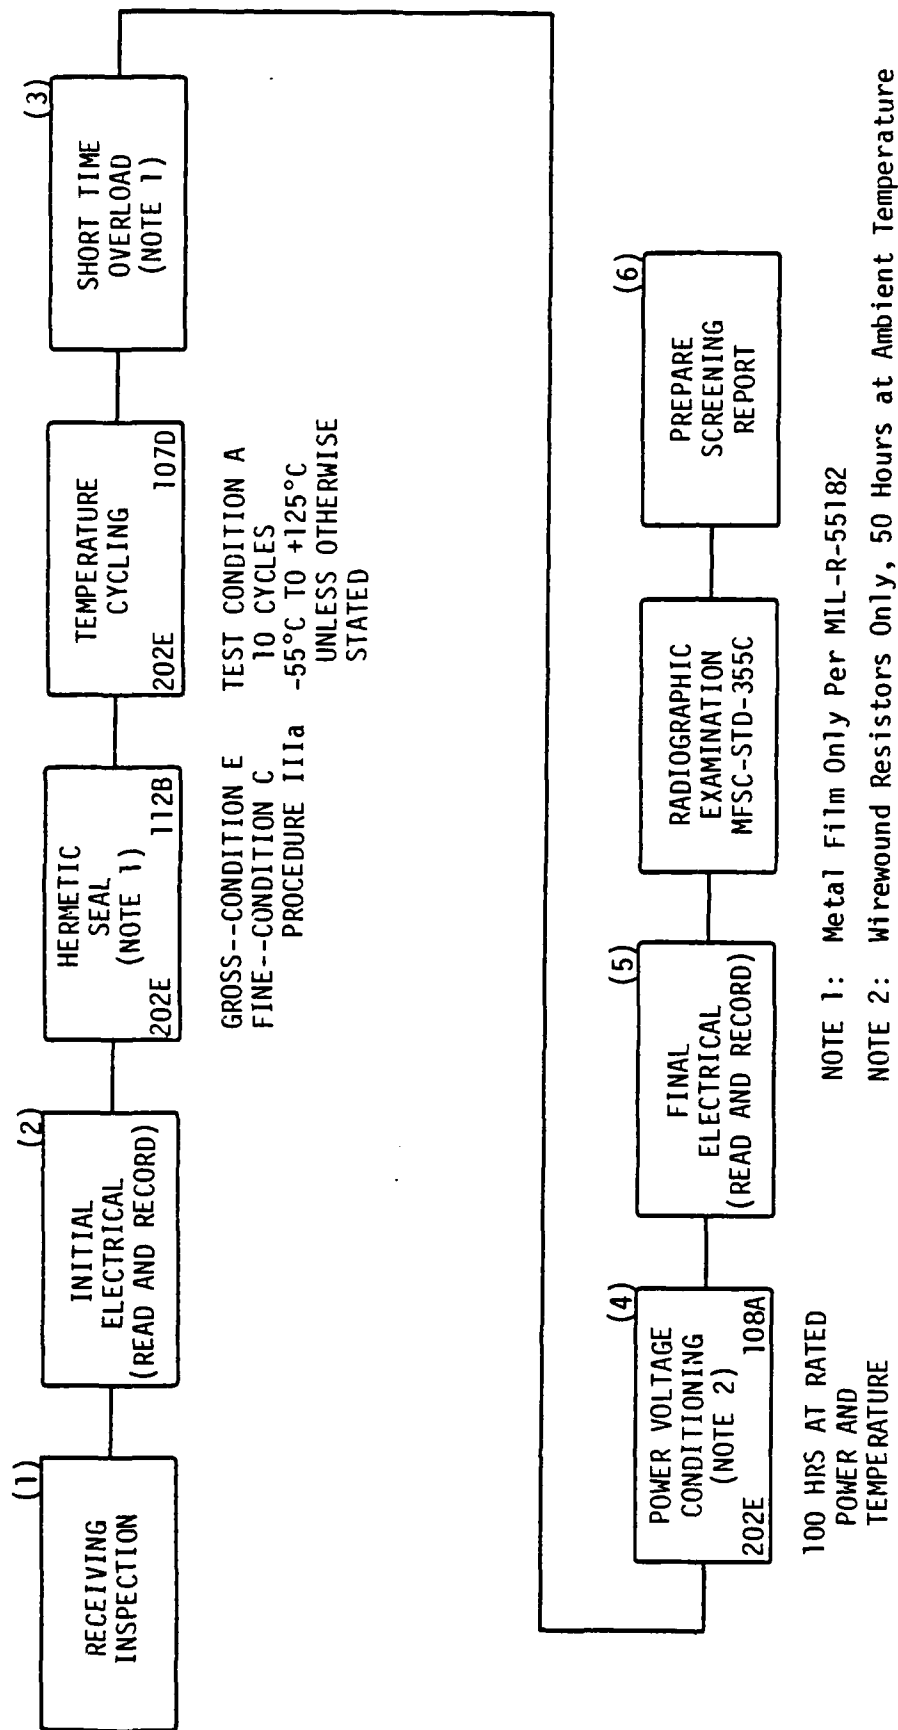 (1)
RECEIVING
INSPECTION
(2)
INITIAL
ELECTRICAL
(READ AND RECORD)
HERMETIC
SEAL
(NOTE 1)
202E 112B
GROSS--CONDITION E
FINE--CONDITION C
PROCEDURE IIIa
TEMPERATURE
CYCLING
202E 107D
TEST CONDITION A
10 CYCLES
-55°C TO +125°C
UNLESS OTHERWISE
STATED
(3)
SHORT TIME
OVERLOAD
(NOTE 1)
(4)
POWER VOLTAGE
CONDITIONING
(NOTE 2)
202E 108A
100 HRS AT RATED
POWER AND
TEMPERATURE
(5)
FINAL
ELECTRICAL
(READ AND RECORD)
RADIOGRAPHIC
EXAMINATION
MFSC-STD-355C
(6)
PREPARE
SCREENING
REPORT
NOTE 1: Metal Film Only Per MIL-R-55182
NOTE 2: Wirewound Resistors Only, 50 Hours at Ambient Temperature